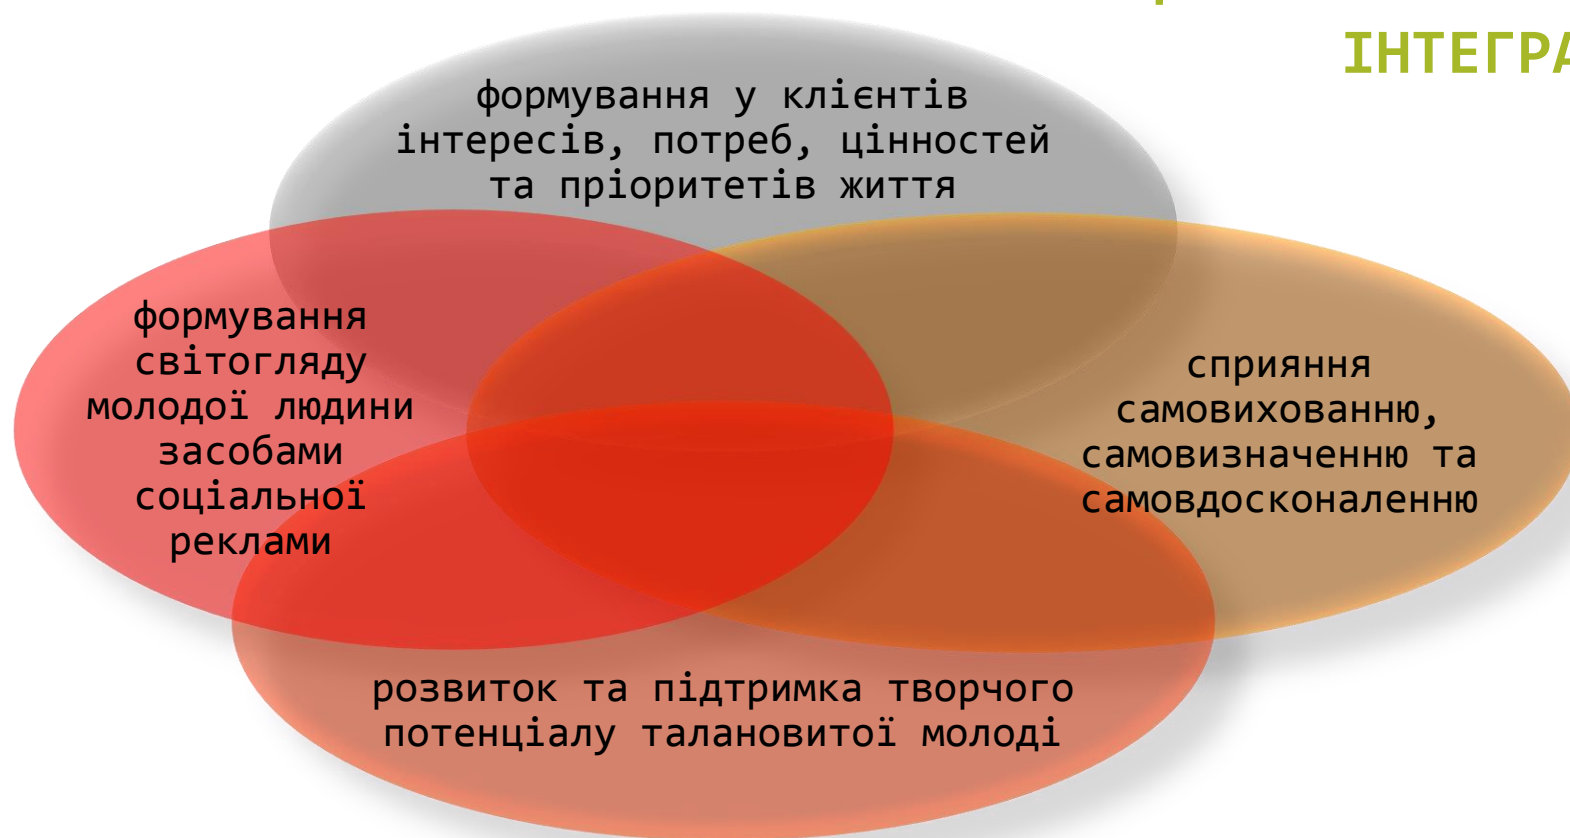 формування у клієнтів
інтересів, потреб, цінностей
та пріоритетів життя
формування
світогляду
молодої людини
засобами
соціальної
реклами
сприяння
самовихованню,
самовизначенню та
самовдосконаленню
розвиток та підтримка творчого
потенціалу талановитої молоді